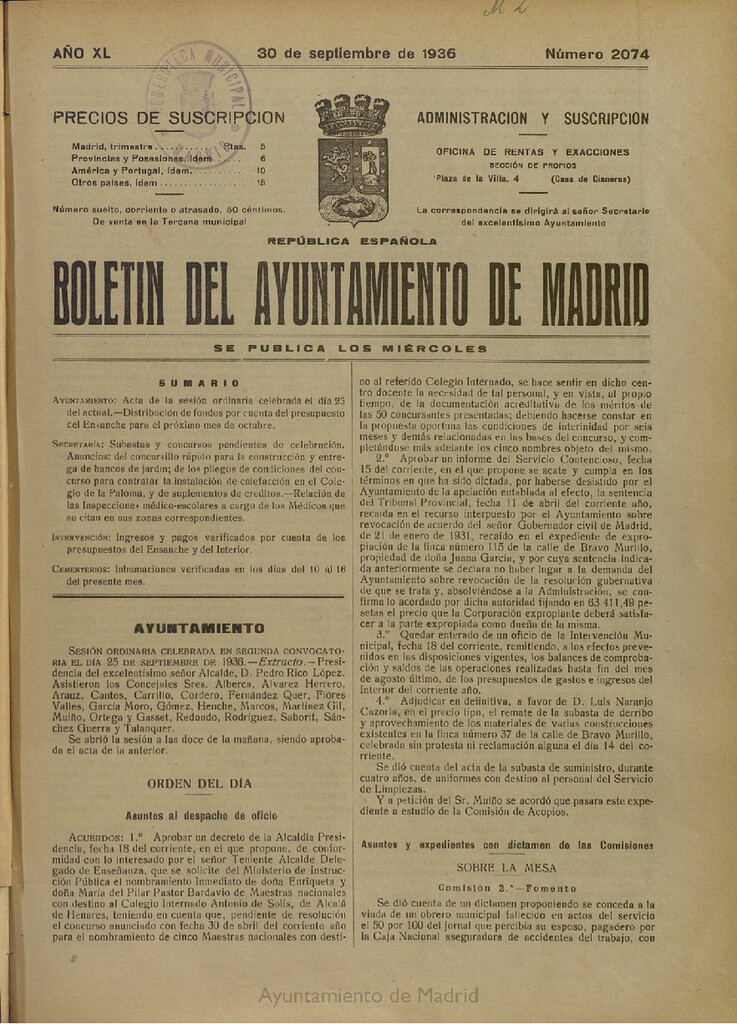 M 2
AÑO XL
30 de septiembre de 1936
Número 2074
HEMEROTECA MUNICIPAL
PRECIOS DE SUSCRIPCION
Madrid, trimestre........... Ptas. 5
Provincias y Posesiones, ídem..... 6
América y Portugal, ídem.......... 10
Otros países, ídem............... 15
Número suelto, corriente o atrasado, 50 céntimos.
De venta en la Tercena municipal
ADMINISTRACION Y SUSCRIPCION
OFICINA DE RENTAS Y EXACCIONES
SECCIÓN DE PROPIOS
Plaza de la Villa, 4 (Casa de Cisneros)
La correspondencia se dirigirá al señor Secretario
del excelentísimo Ayuntamiento
REPÚBLICA ESPAÑOLA
BOLETIN DEL AYUNTAMIENTO DE MADRID
SE PUBLICA LOS MIÉRCOLES
SUMARIO
AYUNTAMIENTO: Acta de la sesión ordinaria celebrada el día 25
del actual.—Distribución de fondos por cuenta del presupuesto
del Ensanche para el próximo mes de octubre.
SECRETARÍA: Subastas y concursos pendientes de celebración.
Anuncios: del concursillo rápido para la construcción y entre-
ga de bancos de jardín; de los pliegos de condiciones del con-
curso para contratar la instalación de calefacción en el Cole-
gio de la Paloma, y de suplementos de créditos.—Relación de
las Inspecciones médico-escolares a cargo de los Médicos que
se citan en sus zonas correspondientes.
INTERVENCIÓN: Ingresos y pagos verificados por cuenta de los
presupuestos del Ensanche y del Interior.
CEMENTERIOS: Inhumaciones verificadas en los días del 10 al 16
del presente mes.
AYUNTAMIENTO
SESIÓN ORDINARIA CELEBRADA EN SEGUNDA CONVOCATO-
RIA EL DÍA 25 DE SEPTIEMBRE DE 1936.—Extracto.—Presi-
dencia del excelentísimo señor Alcalde, D. Pedro Rico López.
Asistieron los Concejales Sres. Alberca, Alvarez Herrero,
Arauz, Cantos, Carrillo, Cordero, Fernández Quer, Flores
Valles, García Moro, Gómez, Henche, Marcos, Martínez Gil,
Muiño, Ortega y Gasset, Redondo, Rodríguez, Saborit, Sán-
chez Guerra y Talanquer.
Se abrió la sesión a las doce de la mañana, siendo aproba-
da el acta de la anterior.
ORDEN DEL DÍA
Asuntos al despacho de oficio
ACUERDOS: 1.º Aprobar un decreto de la Alcaldía Presi-
dencia, fecha 18 del corriente, en el que propone, de confor-
midad con lo interesado por el señor Teniente Alcalde Dele-
gado de Enseñanza, que se solicite del Ministerio de Instruc-
ción Pública el nombramiento inmediato de doña Enriqueta y
doña María del Pilar Pastor Bardavio de Maestras nacionales
con destino al Colegio Internado Antonio de Solís, de Alcalá
de Henares, teniendo en cuenta que, pendiente de resolución
el concurso anunciado con fecha 30 de abril del corriente año
para el nombramiento de cinco Maestras nacionales con desti-
no al referido Colegio Internado, se hace sentir en dicho cen-
tro docente la necesidad de tal personal, y en vista, al propio
tiempo, de la documentación acreditativa de los méritos de
las 50 concursantes presentadas; debiendo hacerse constar en
la propuesta oportuna las condiciones de interinidad por seis
meses y demás relacionadas en las bases del concurso, y com-
pletándose más adelante los cinco nombres objeto del mismo.
2.º Aprobar un informe del Servicio Contencioso, fecha
15 del corriente, en el que propone se acate y cumpla en los
términos en que ha sido dictada, por haberse desistido por el
Ayuntamiento de la apelación entablada al efecto, la sentencia
del Tribunal Provincial, fecha 11 de abril del corriente año,
recaída en el recurso interpuesto por el Ayuntamiento sobre
revocación de acuerdo del señor Gobernador civil de Madrid,
de 21 de enero de 1931, recaído en el expediente de expro-
piación de la finca número 115 de la calle de Bravo Murillo,
propiedad de doña Juana García, y por cuya sentencia indica-
da anteriormente se declara no haber lugar a la demanda del
Ayuntamiento sobre revocación de la resolución gubernativa
de que se trata y, absolviéndose a la Administración, se con-
firma lo acordado por dicha autoridad fijando en 63 411,49 pe-
setas el precio que la Corporación expropiante deberá satisfa-
cer a la parte expropiada como dueña de la misma.
3.º Quedar enterado de un oficio de la Intervención Mu-
nicipal, fecha 18 del corriente, remitiendo, a los efectos preve-
nidos en las disposiciones vigentes, los balances de comproba-
ción y saldos de las operaciones realizadas hasta fin del mes
de agosto último, de los presupuestos de gastos e ingresos del
Interior del corriente año.
4.º Adjudicar en definitiva, a favor de D. Luis Naranjo
Cazorla, en el precio tipo, el remate de la subasta de derribo
y aprovechamiento de los materiales de varias construcciones
existentes en la finca número 37 de la calle de Bravo Murillo,
celebrada sin protesta ni reclamación alguna el día 14 del co-
rriente.
Se dió cuenta del acta de la subasta de suministro, durante
cuatro años, de uniformes con destino al personal del Servicio
de Limpiezas.
Y a petición del Sr. Muiño se acordó que pasara este expe-
diente a estudio de la Comisión de Acopios.
Asuntos y expedientes con dictamen de las Comisiones
SOBRE LA MESA
Comisión 2.ª—Fomento
Se dió cuenta de un dictamen proponiendo se conceda a la
viuda de un obrero municipal fallecido en actos del servicio
el 50 por 100 del jornal que percibía su esposo, pagadero por
la Caja Nacional aseguradora de accidentes del trabajo, con
Ayuntamiento de Madrid